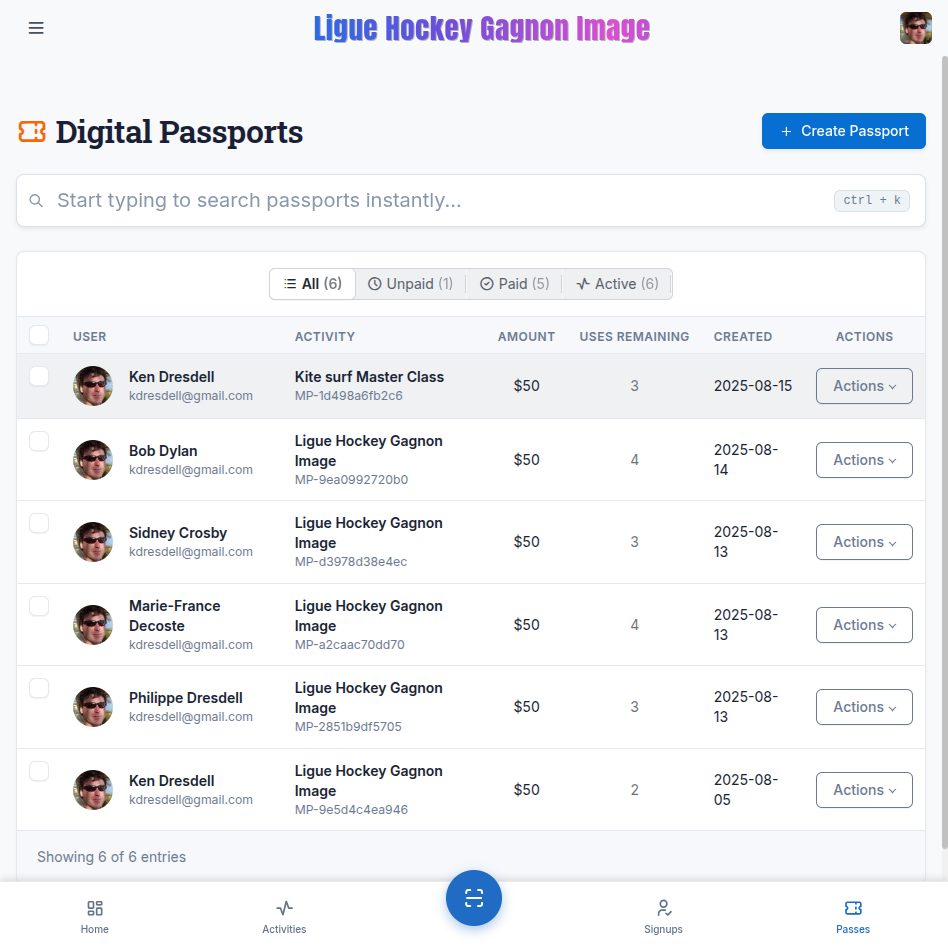 Ligue Hockey Gagnon Image
Digital Passports
+ Create Passport
Start typing to search passports instantly...
ctrl + k
All (6)
Unpaid (1)
Paid (5)
Active (6)
USER ACTIVITY AMOUNT USES REMAINING CREATED ACTIONS
Ken Dresdell
kdresdell@gmail.com
Kite surf Master Class
MP-1d498a6fb2c6
$50
3
2025-08-15
Actions
Bob Dylan
kdresdell@gmail.com
Ligue Hockey Gagnon
Image
MP-9ea0992720b0
$50
4
2025-08-
14
Actions
Sidney Crosby
kdresdell@gmail.com
Ligue Hockey Gagnon
Image
MP-d3978d38e4ec
$50
3
2025-08-
13
Actions
Marie-France
Decoste
kdresdell@gmail.com
Ligue Hockey Gagnon
Image
MP-a2caac70dd70
$50
4
2025-08-
13
Actions
Philippe Dresdell
kdresdell@gmail.com
Ligue Hockey Gagnon
Image
MP-2851b9df5705
$50
3
2025-08-
13
Actions
Ken Dresdell
kdresdell@gmail.com
Ligue Hockey Gagnon
Image
MP-9e5d4c4ea946
$50
2
2025-08-
05
Actions
Showing 6 of 6 entries
Home
Activities
Signups
Passes